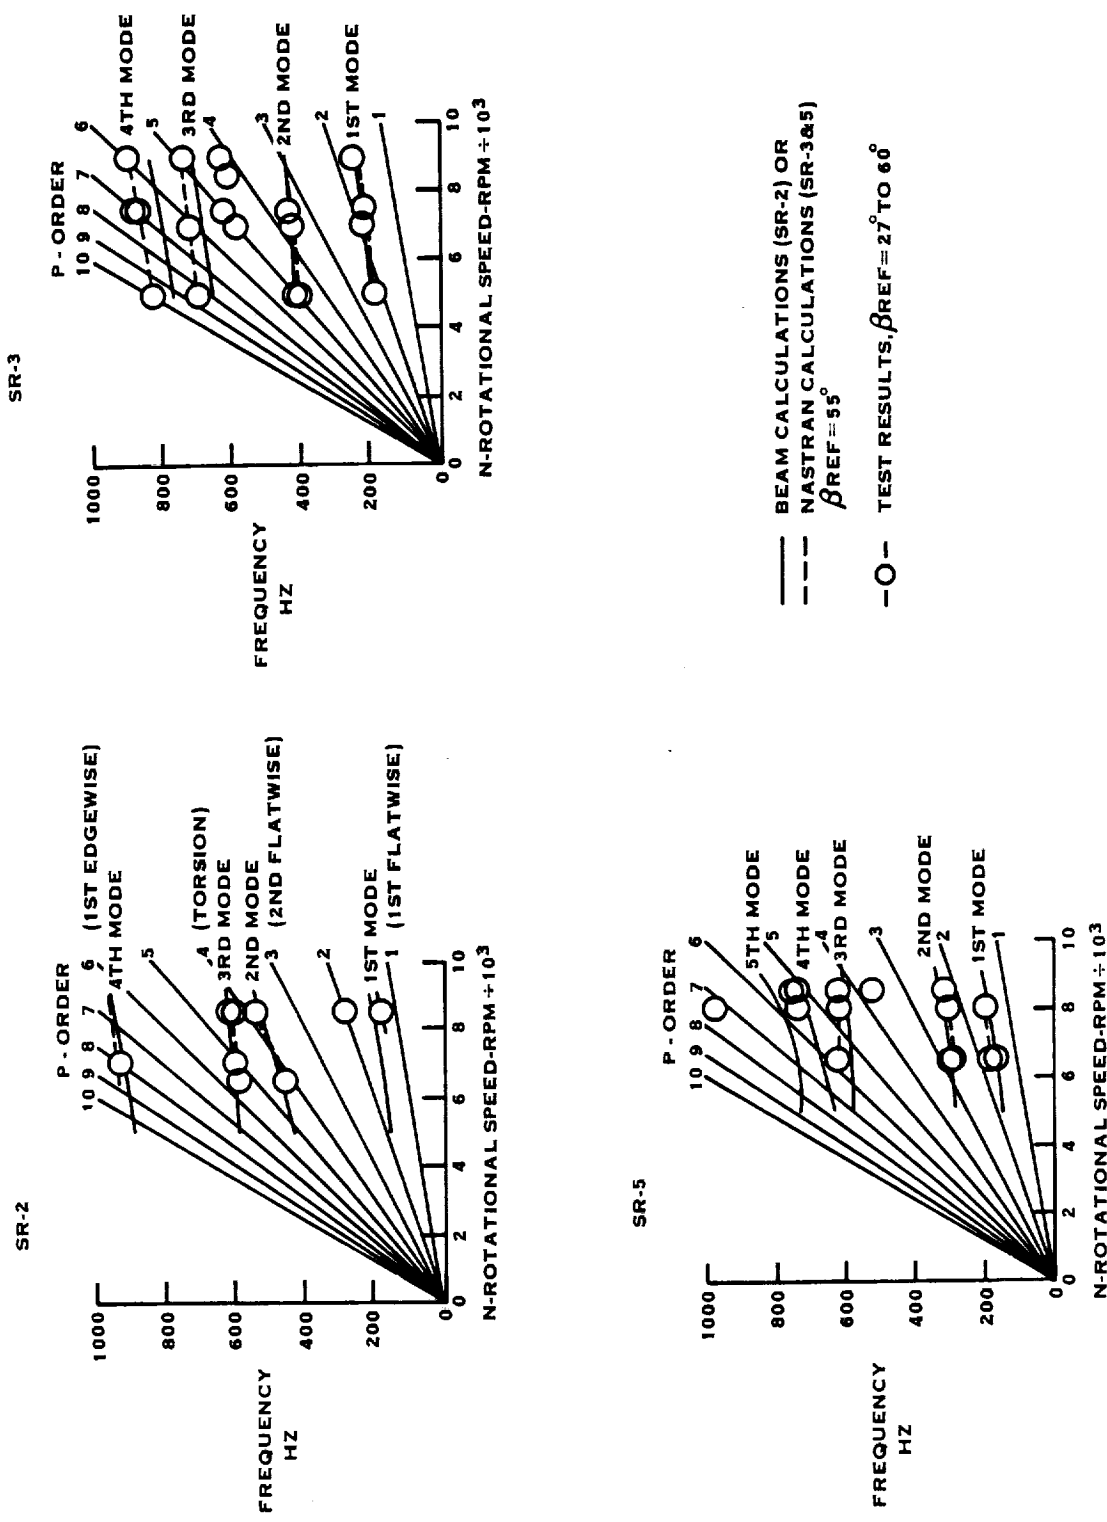 SR-2
P - ORDER
10
9
8
7
6
(1ST EDGEWISE)
4TH MODE
5
4
(TORSION)
3RD MODE
2ND MODE
(2ND FLATWISE)
3
2
1ST MODE
1
(1ST FLATWISE)
1000
800
600
400
200
0
FREQUENCY
HZ
0 2 4 6 8 10
N-ROTATIONAL SPEED-RPM ÷ 10³
SR-3
P - ORDER
10
9
8
7
6
4TH MODE
5
3RD MODE
4
3
2ND MODE
2
1ST MODE
1
1000
800
600
400
200
0
FREQUENCY
HZ
0 2 4 6 8 10
N-ROTATIONAL SPEED-RPM ÷ 10³
SR-5
P - ORDER
10
9
8
7
6
5TH MODE
5
4TH MODE
4
3RD MODE
3
2ND MODE
2
1ST MODE
1
1000
800
600
400
200
0
FREQUENCY
HZ
0 2 4 6 8 10
N-ROTATIONAL SPEED-RPM ÷ 10³
BEAM CALCULATIONS (SR-2) OR
NASTRAN CALCULATIONS (SR-3&5)
βREF = 55°
TEST RESULTS, βREF = 27° TO 60°